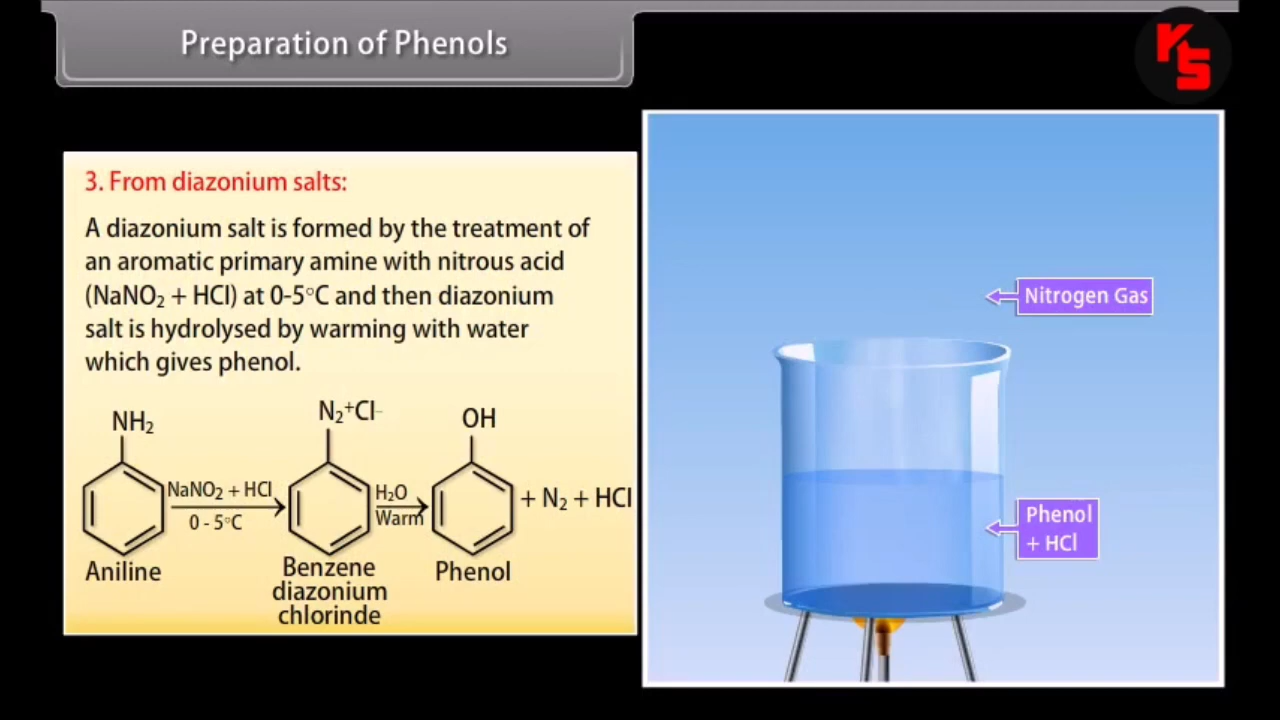 Preparation of Phenols
KS
3. From diazonium salts:
A diazonium salt is formed by the treatment of
an aromatic primary amine with nitrous acid
(NaNO₂ + HCl) at 0-5°C and then diazonium
salt is hydrolysed by warming with water
which gives phenol.
NH₂
N₂⁺Cl⁻
OH
NaNO₂ + HCl
0 - 5°C
H₂O
Warm
+ N₂ + HCl
Aniline
Benzene
diazonium
chlorinde
Phenol
Nitrogen Gas
Phenol
+ HCl